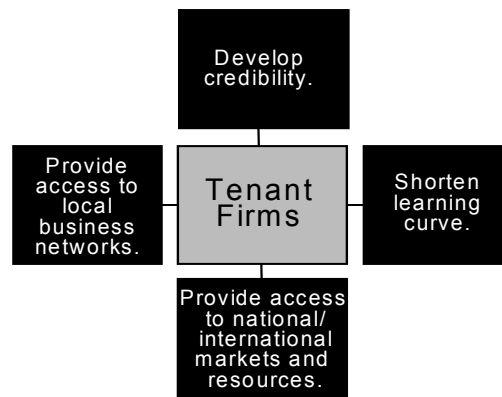 Develop
credibility.
Provide
access to
local
business
networks.
Tenant
Firms
Shorten
learning
curve.
Provide access
to national/
international
markets and
resources.